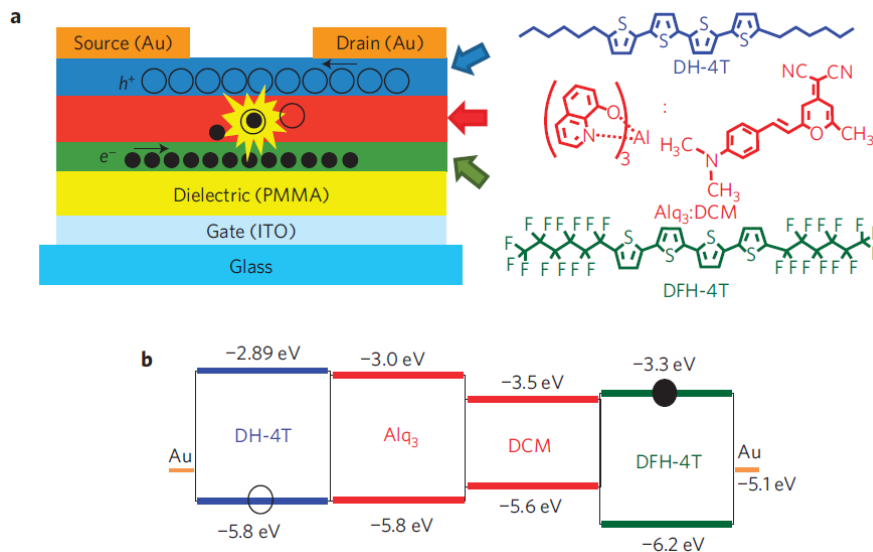 a
Source (Au)
Drain (Au)
h+
e−
Dielectric (PMMA)
Gate (ITO)
Glass
S S S S
DH-4T
O
N
Al
3
:
NC
CN
O
CH3
H3C
N
CH3
Alq3:DCM
F F F F F F
F F F F F F F
S S S S
F F F F F F
F F F F F F
DFH-4T
b
−2.89 eV
−3.0 eV
−3.5 eV
−3.3 eV
Au
DH-4T
Alq3
DCM
DFH-4T
Au
−5.1 eV
−5.8 eV
−5.8 eV
−5.6 eV
−6.2 eV